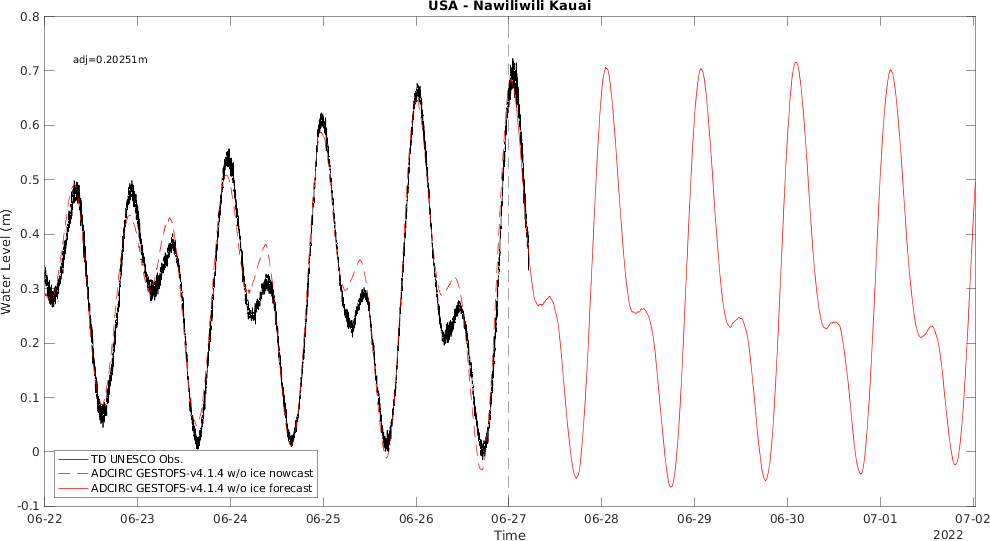 USA - Nawiliwili Kauai
adj=0.20251m
0.8
0.7
0.6
0.5
0.4
0.3
0.2
0.1
0
-0.1
Water Level (m)
TD UNESCO Obs.
ADCIRC GESTOFS-v4.1.4 w/o ice nowcast
ADCIRC GESTOFS-v4.1.4 w/o ice forecast
06-22 06-23 06-24 06-25 06-26 06-27 06-28 06-29 06-30 07-01 07-02
Time
2022